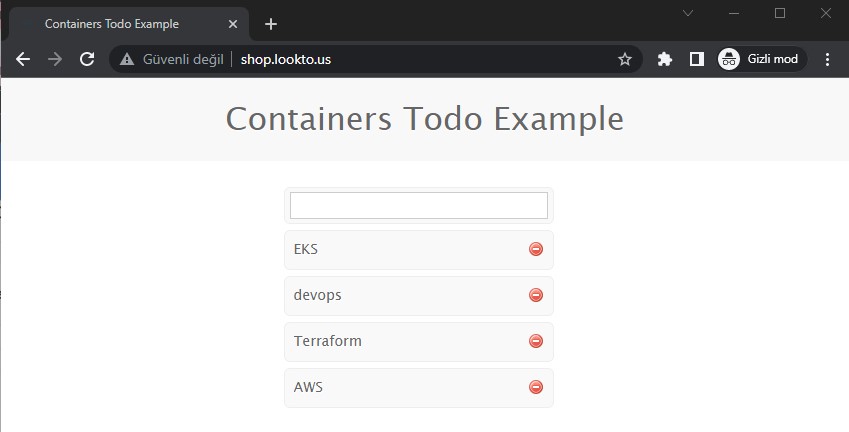 Containers Todo Example
Güvenli değil shop.lookto.us Gizli mod
Containers Todo Example
EKS
devops
Terraform
AWS